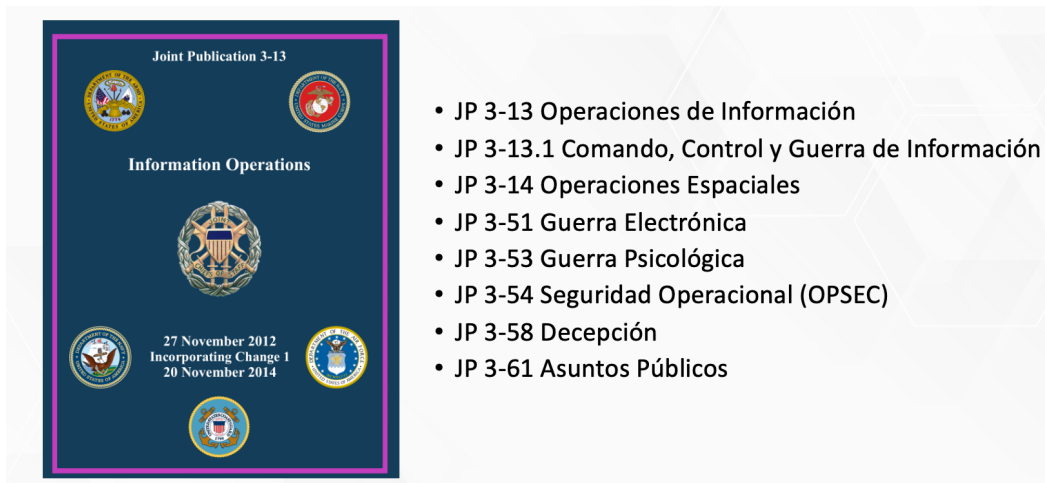 Joint Publication 3-13
Information Operations
27 November 2012
Incorporating Change 1
20 November 2014
• JP 3-13 Operaciones de Información
• JP 3-13.1 Comando, Control y Guerra de Información
• JP 3-14 Operaciones Espaciales
• JP 3-51 Guerra Electrónica
• JP 3-53 Guerra Psicológica
• JP 3-54 Seguridad Operacional (OPSEC)
• JP 3-58 Decepción
• JP 3-61 Asuntos Públicos